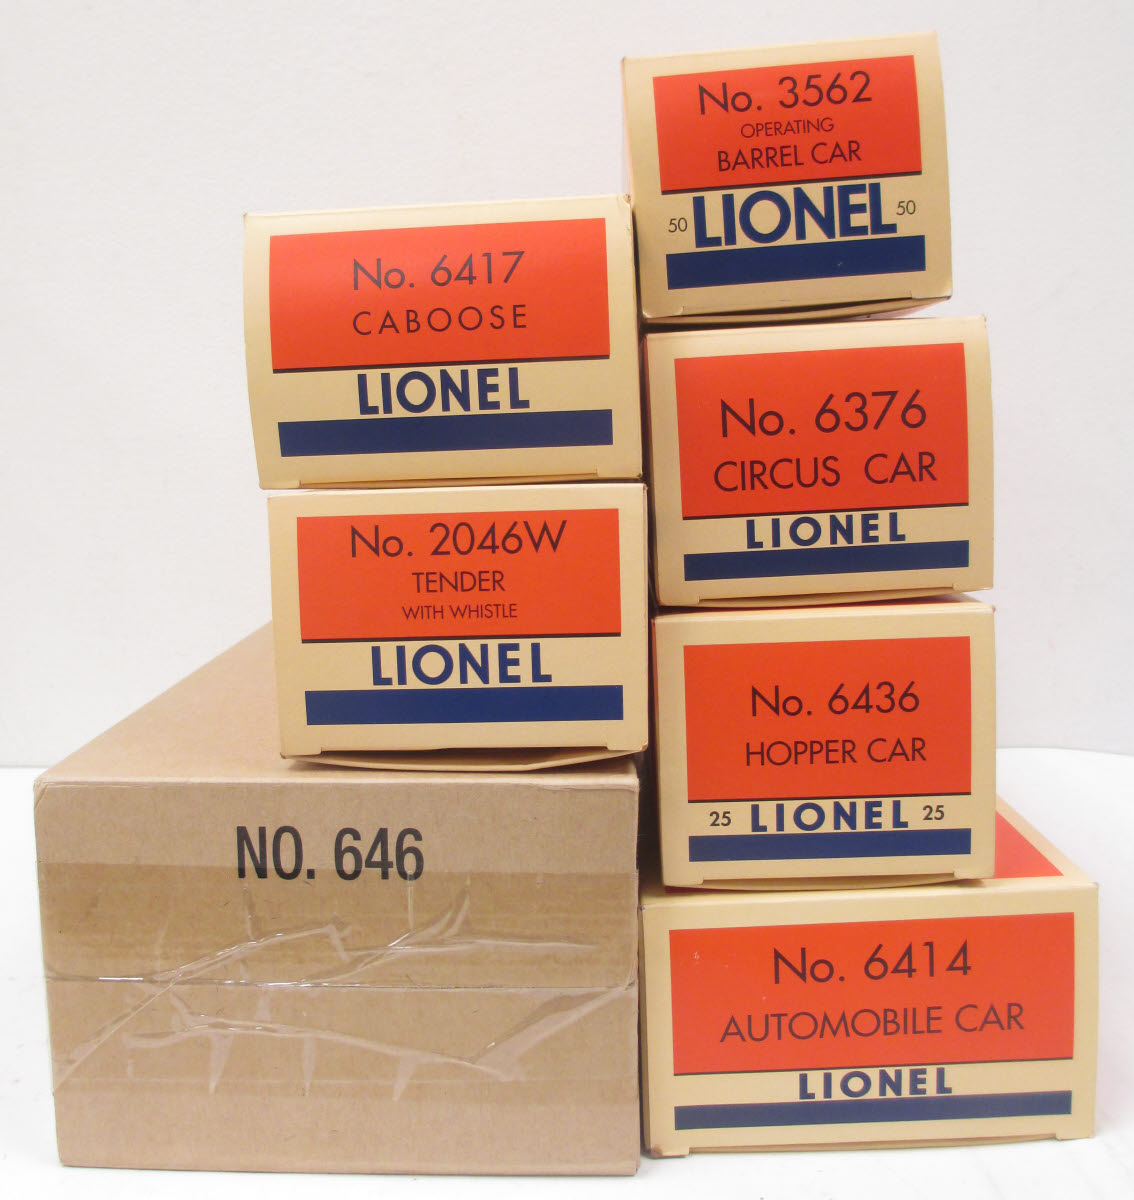 No. 3562
OPERATING
BARREL CAR
50 LIONEL 50
No. 6417
CABOOSE
LIONEL
No. 6376
CIRCUS CAR
LIONEL
No. 2046W
TENDER
WITH WHISTLE
LIONEL
No. 6436
HOPPER CAR
25 LIONEL 25
NO. 646
No. 6414
AUTOMOBILE CAR
LIONEL